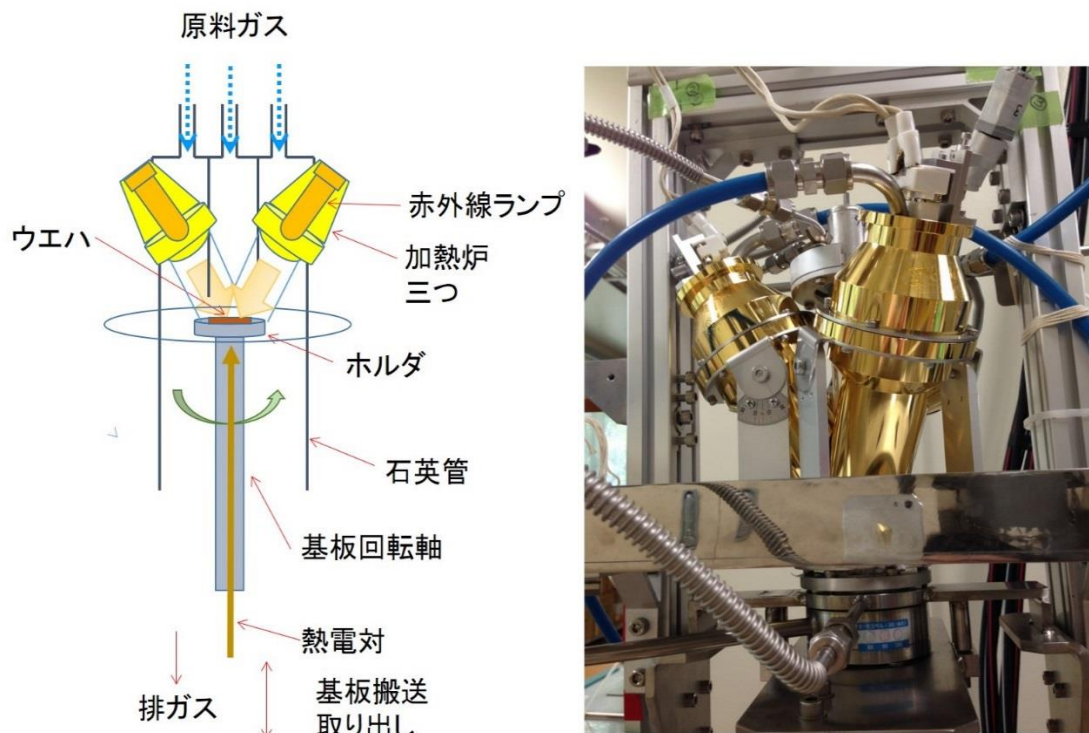 原料ガス
赤外線ランプ
ウエハ
加熱炉
三つ
ホルダ
石英管
基板回転軸
熱電対
排ガス
基板搬送
取り出し